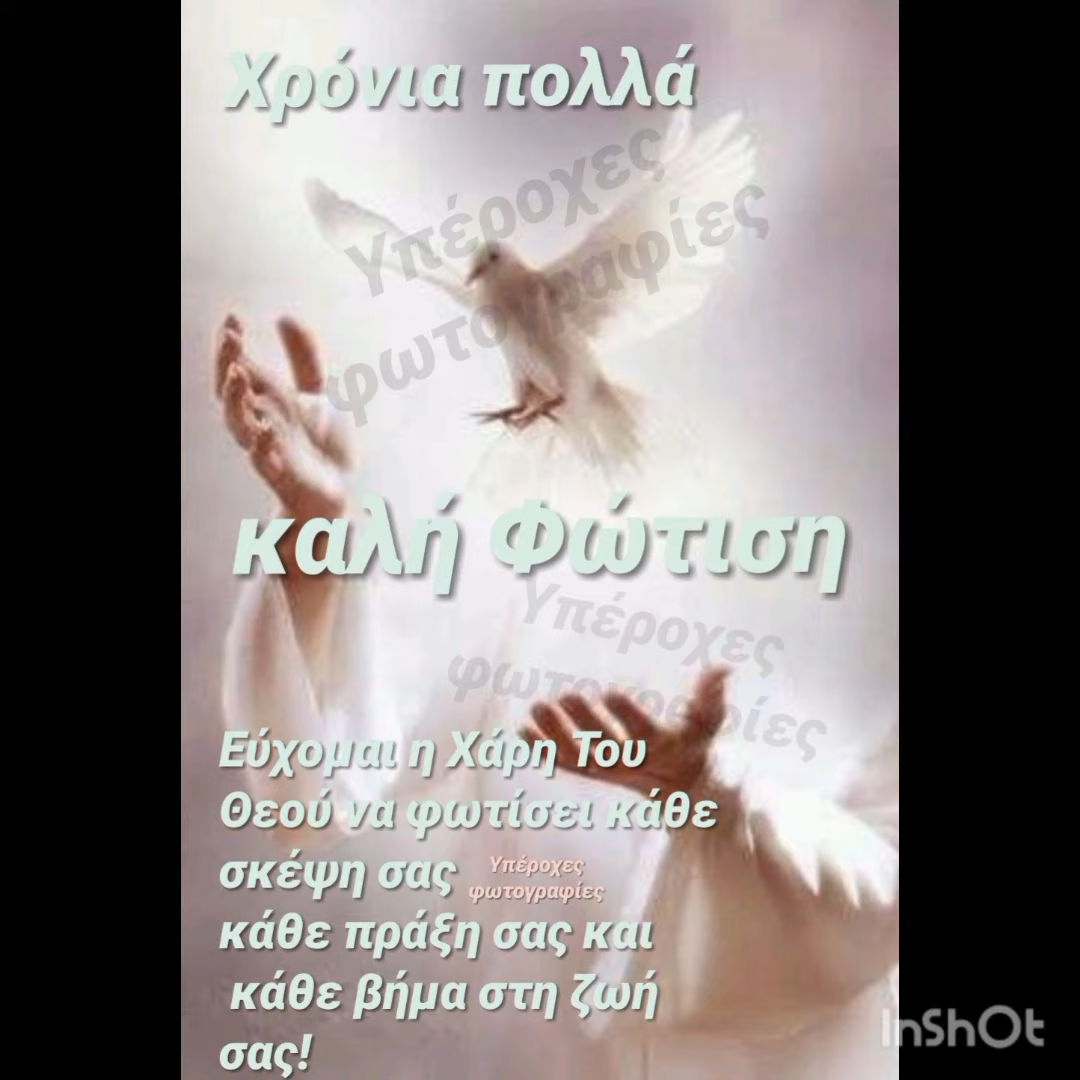 Χρόνια πολλά
Υπέροχες
φωτογραφίες
καλή Φώτιση
Υπέροχες
φωτογραφίες
Εύχομαι η Χάρη Του
Θεού να φωτίσει κάθε
σκέψη σας
Υπέροχες
φωτογραφίες
κάθε πράξη σας και
κάθε βήμα στη ζωή
σας!
InShOt